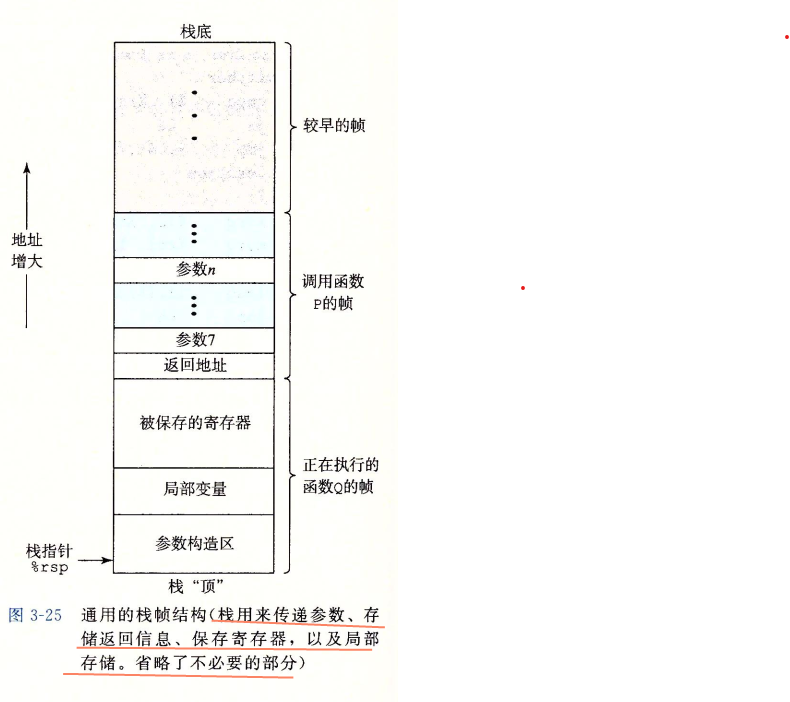 栈底
较早的帧
地址
增大
参数n
调用函数
P的帧
参数7
返回地址
被保存的寄存器
正在执行的
函数Q的帧
局部变量
参数构造区
栈指针
%rsp
栈“顶”
图 3-25 通用的栈帧结构(栈用来传递参数、存
储返回信息、保存寄存器，以及局部
存储。省略了不必要的部分)